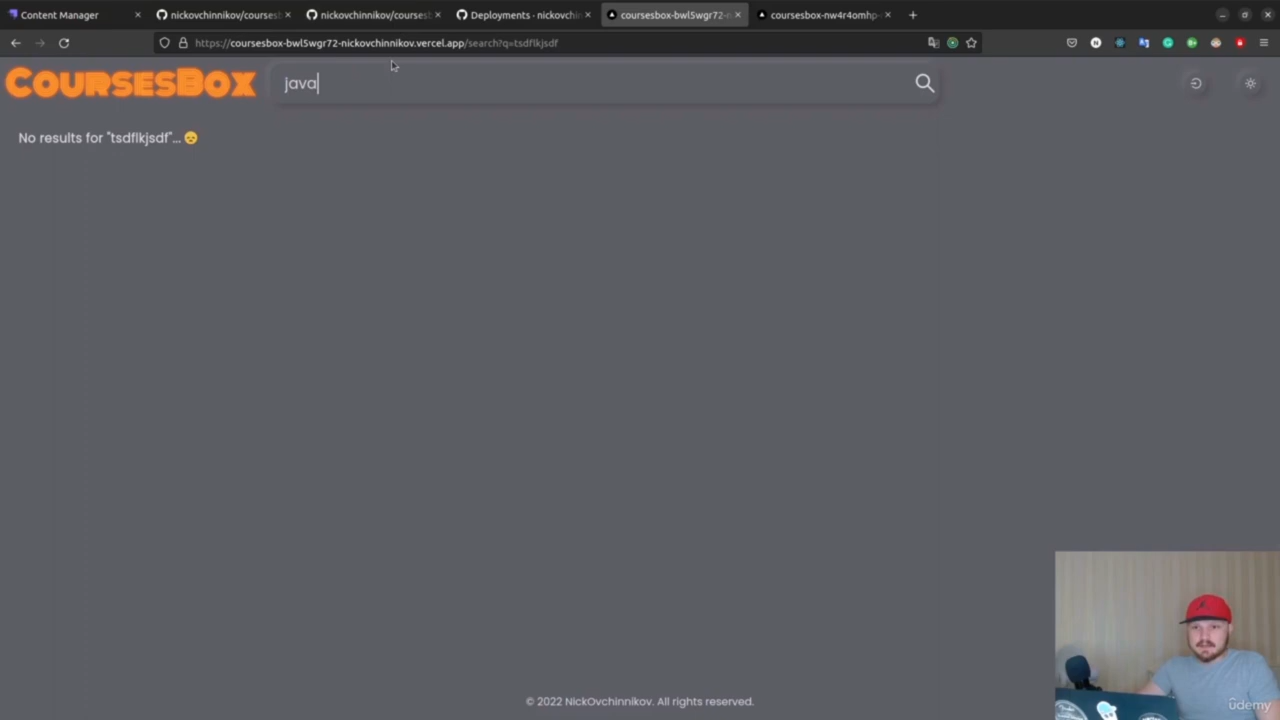 Content Manager
nickovchinnikov/courses
nickovchinnikov/courses
Deployments · nickovchin
coursesbox-bwl5wgr72-n
coursesbox-nw4r4omhp-
https://coursesbox-bwl5wgr72-nickovchinnikov.vercel.app/search?q=tsdflkjsdf
CoursesBox
java
No results for "tsdflkjsdf"... 😞
© 2022 NickOvchinnikov. All rights reserved.
ûdemy